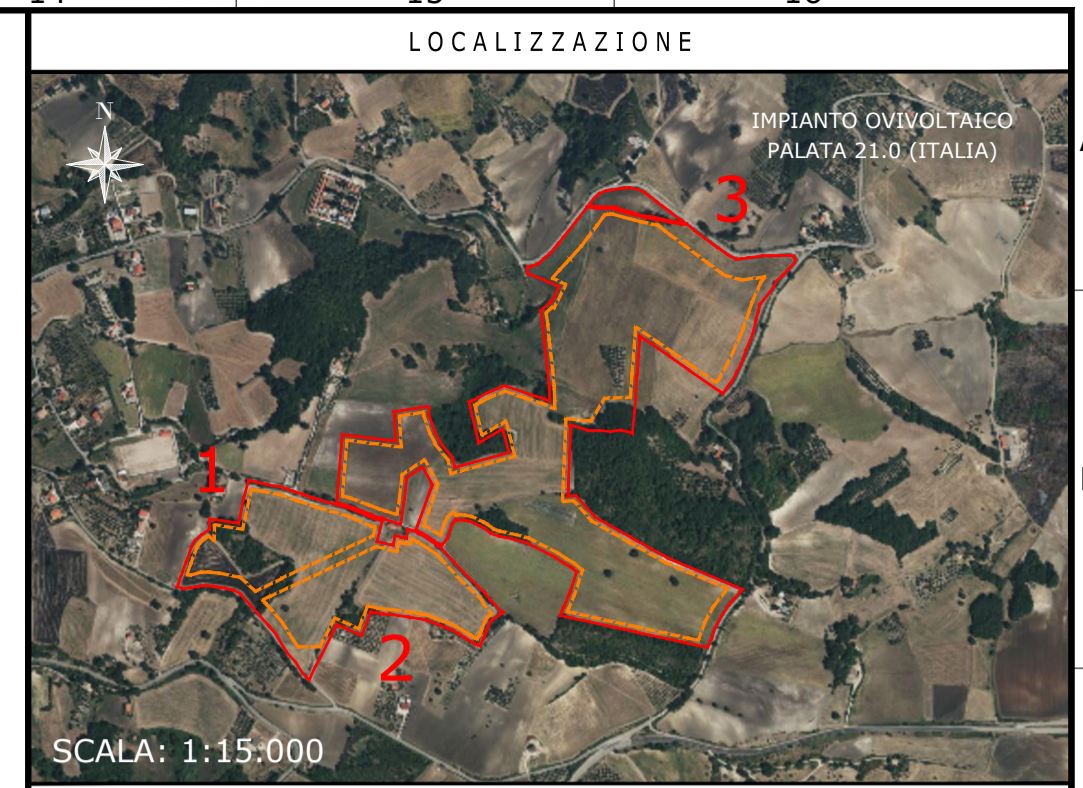 LOCALIZZAZIONE
N
IMPIANTO OVIVOLTAICO
PALATA 21.0 (ITALIA)
3
1
2
SCALA: 1:15.000